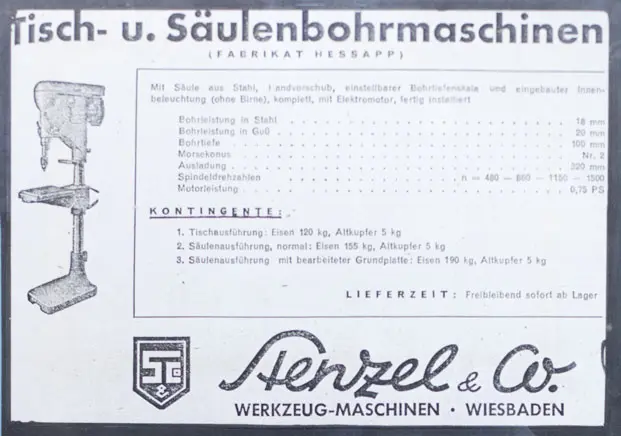 Tisch- u. Säulenbohrmaschinen
(FABRIKAT HESSAPP)
Mit Säule aus Stahl, Handvorschub, einstellbarer Bohrtiefenskala und eingebauter Innen-
beleuchtung (ohne Birne), komplett, mit Elektromotor, fertig installiert
Bohrleistung in Stahl . . . . . . . . . . . . . . . . . . 18 mm
Bohrleistung in Guß . . . . . . . . . . . . . . . . . . 20 mm
Bohrtiefe . . . . . . . . . . . . . . . . . . 100 mm
Morsekonus . . . . . . . . . . . . . . . . . . Nr. 2
Ausladung . . . . . . . . . . . . . . . . . . 220 mm
Spindeldrehzahlen . . . . . . . . . . n = 480 – 860 – 1150 – 1500
Motorleistung . . . . . . . . . . . . . . . . . . 0,75 PS
KONTINGENTE:
1. Tischausführung: Eisen 120 kg, Altkupfer 5 kg
2. Säulenausführung, normal: Eisen 155 kg, Altkupfer 5 kg
3. Säulenausführung mit bearbeiteter Grundplatte: Eisen 190 kg, Altkupfer 5 kg
LIEFERZEIT: Freibleibend sofort ab Lager
Stenzel & Co.
WERKZEUG-MASCHINEN · WIESBADEN